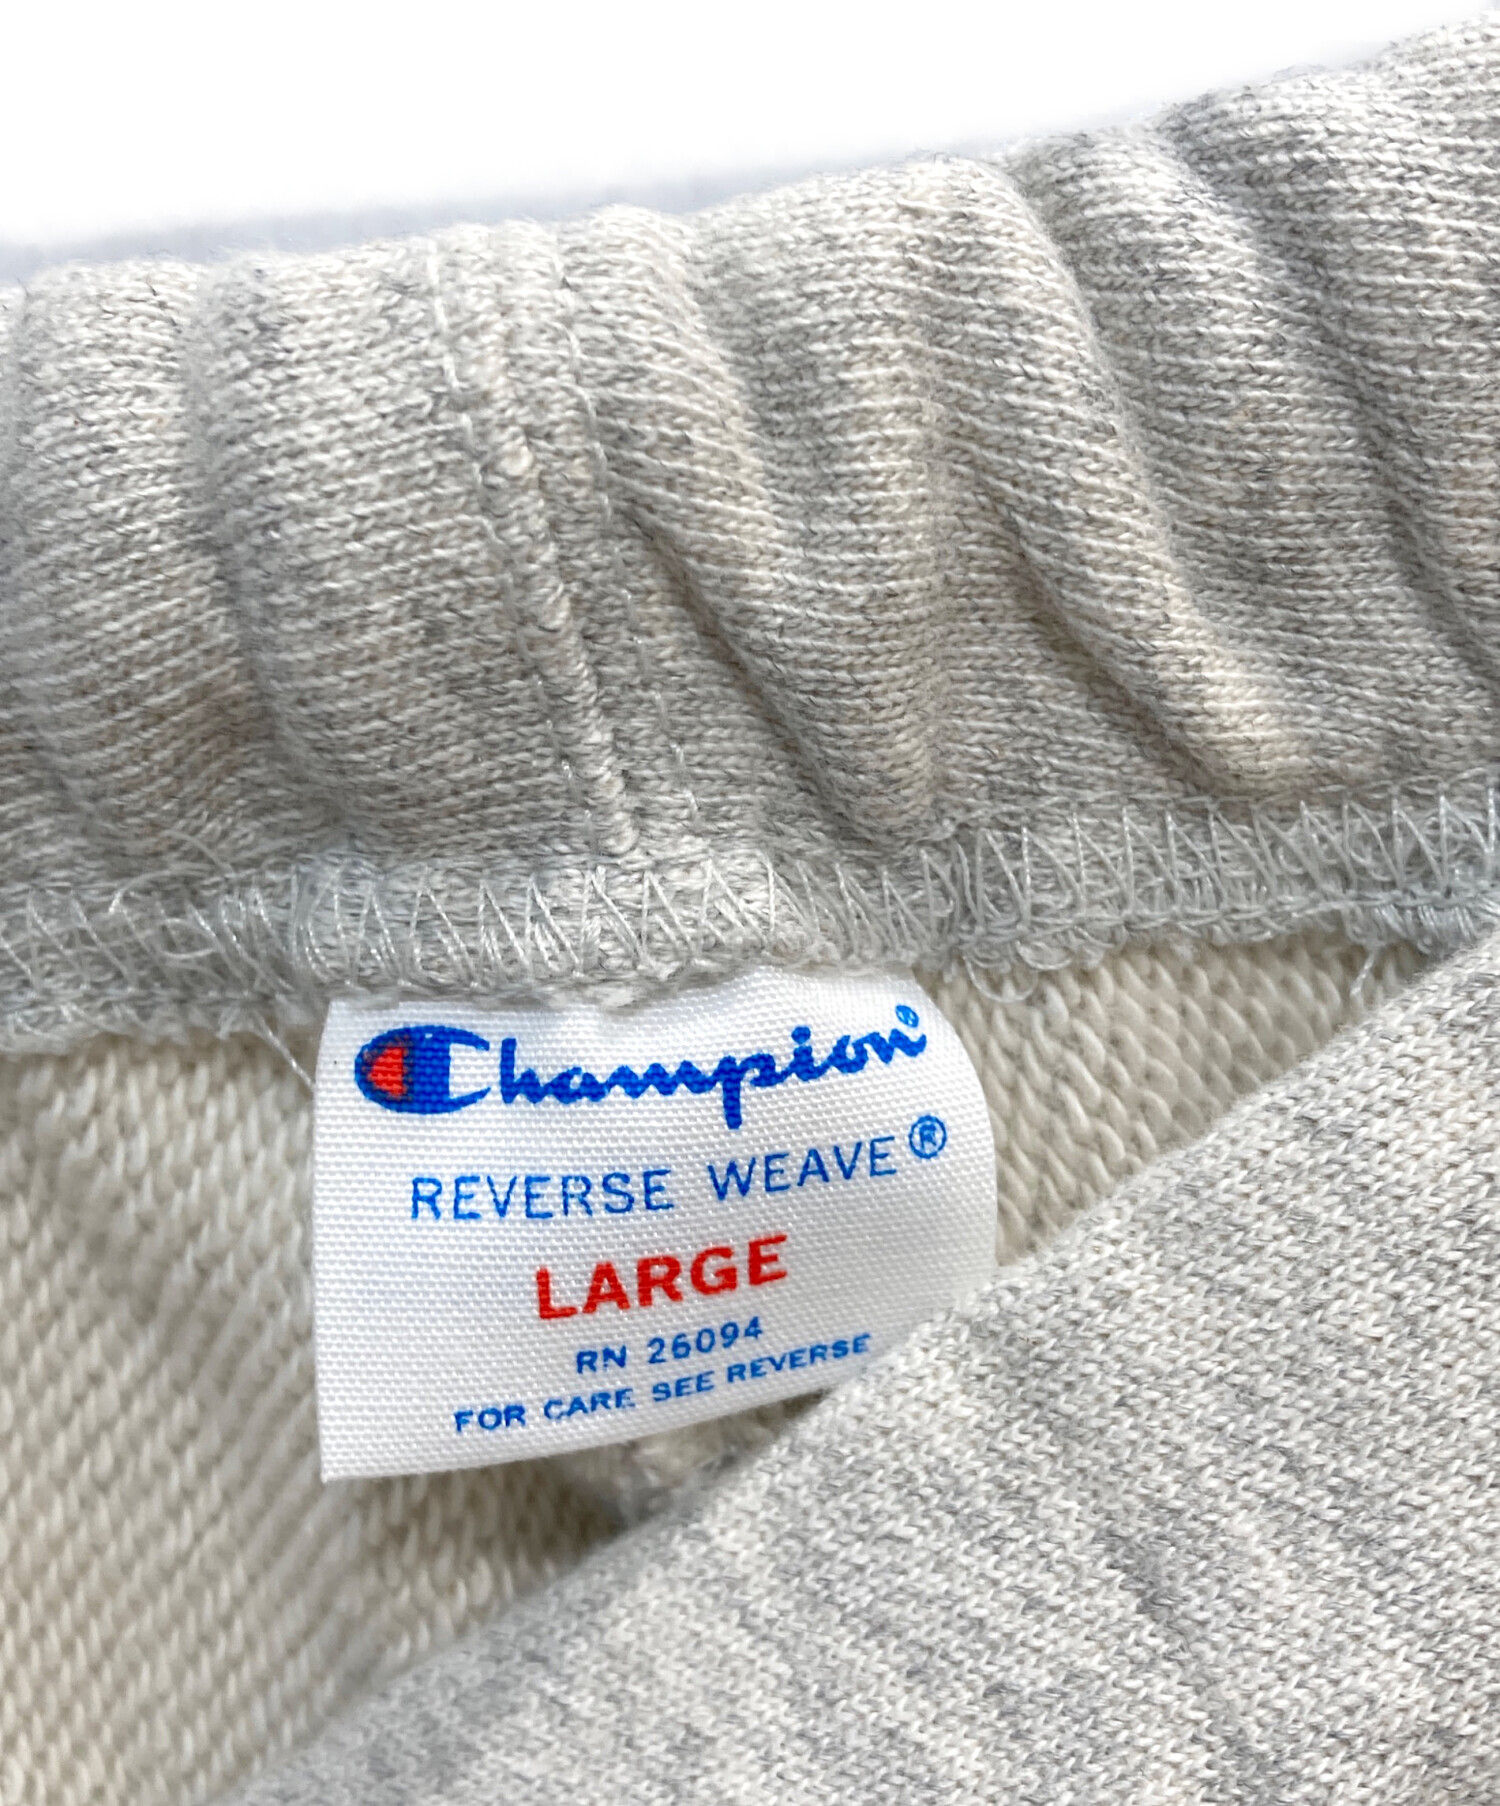 Champion®
REVERSE WEAVE®
LARGE
RN 26094
FOR CARE SEE REVERSE